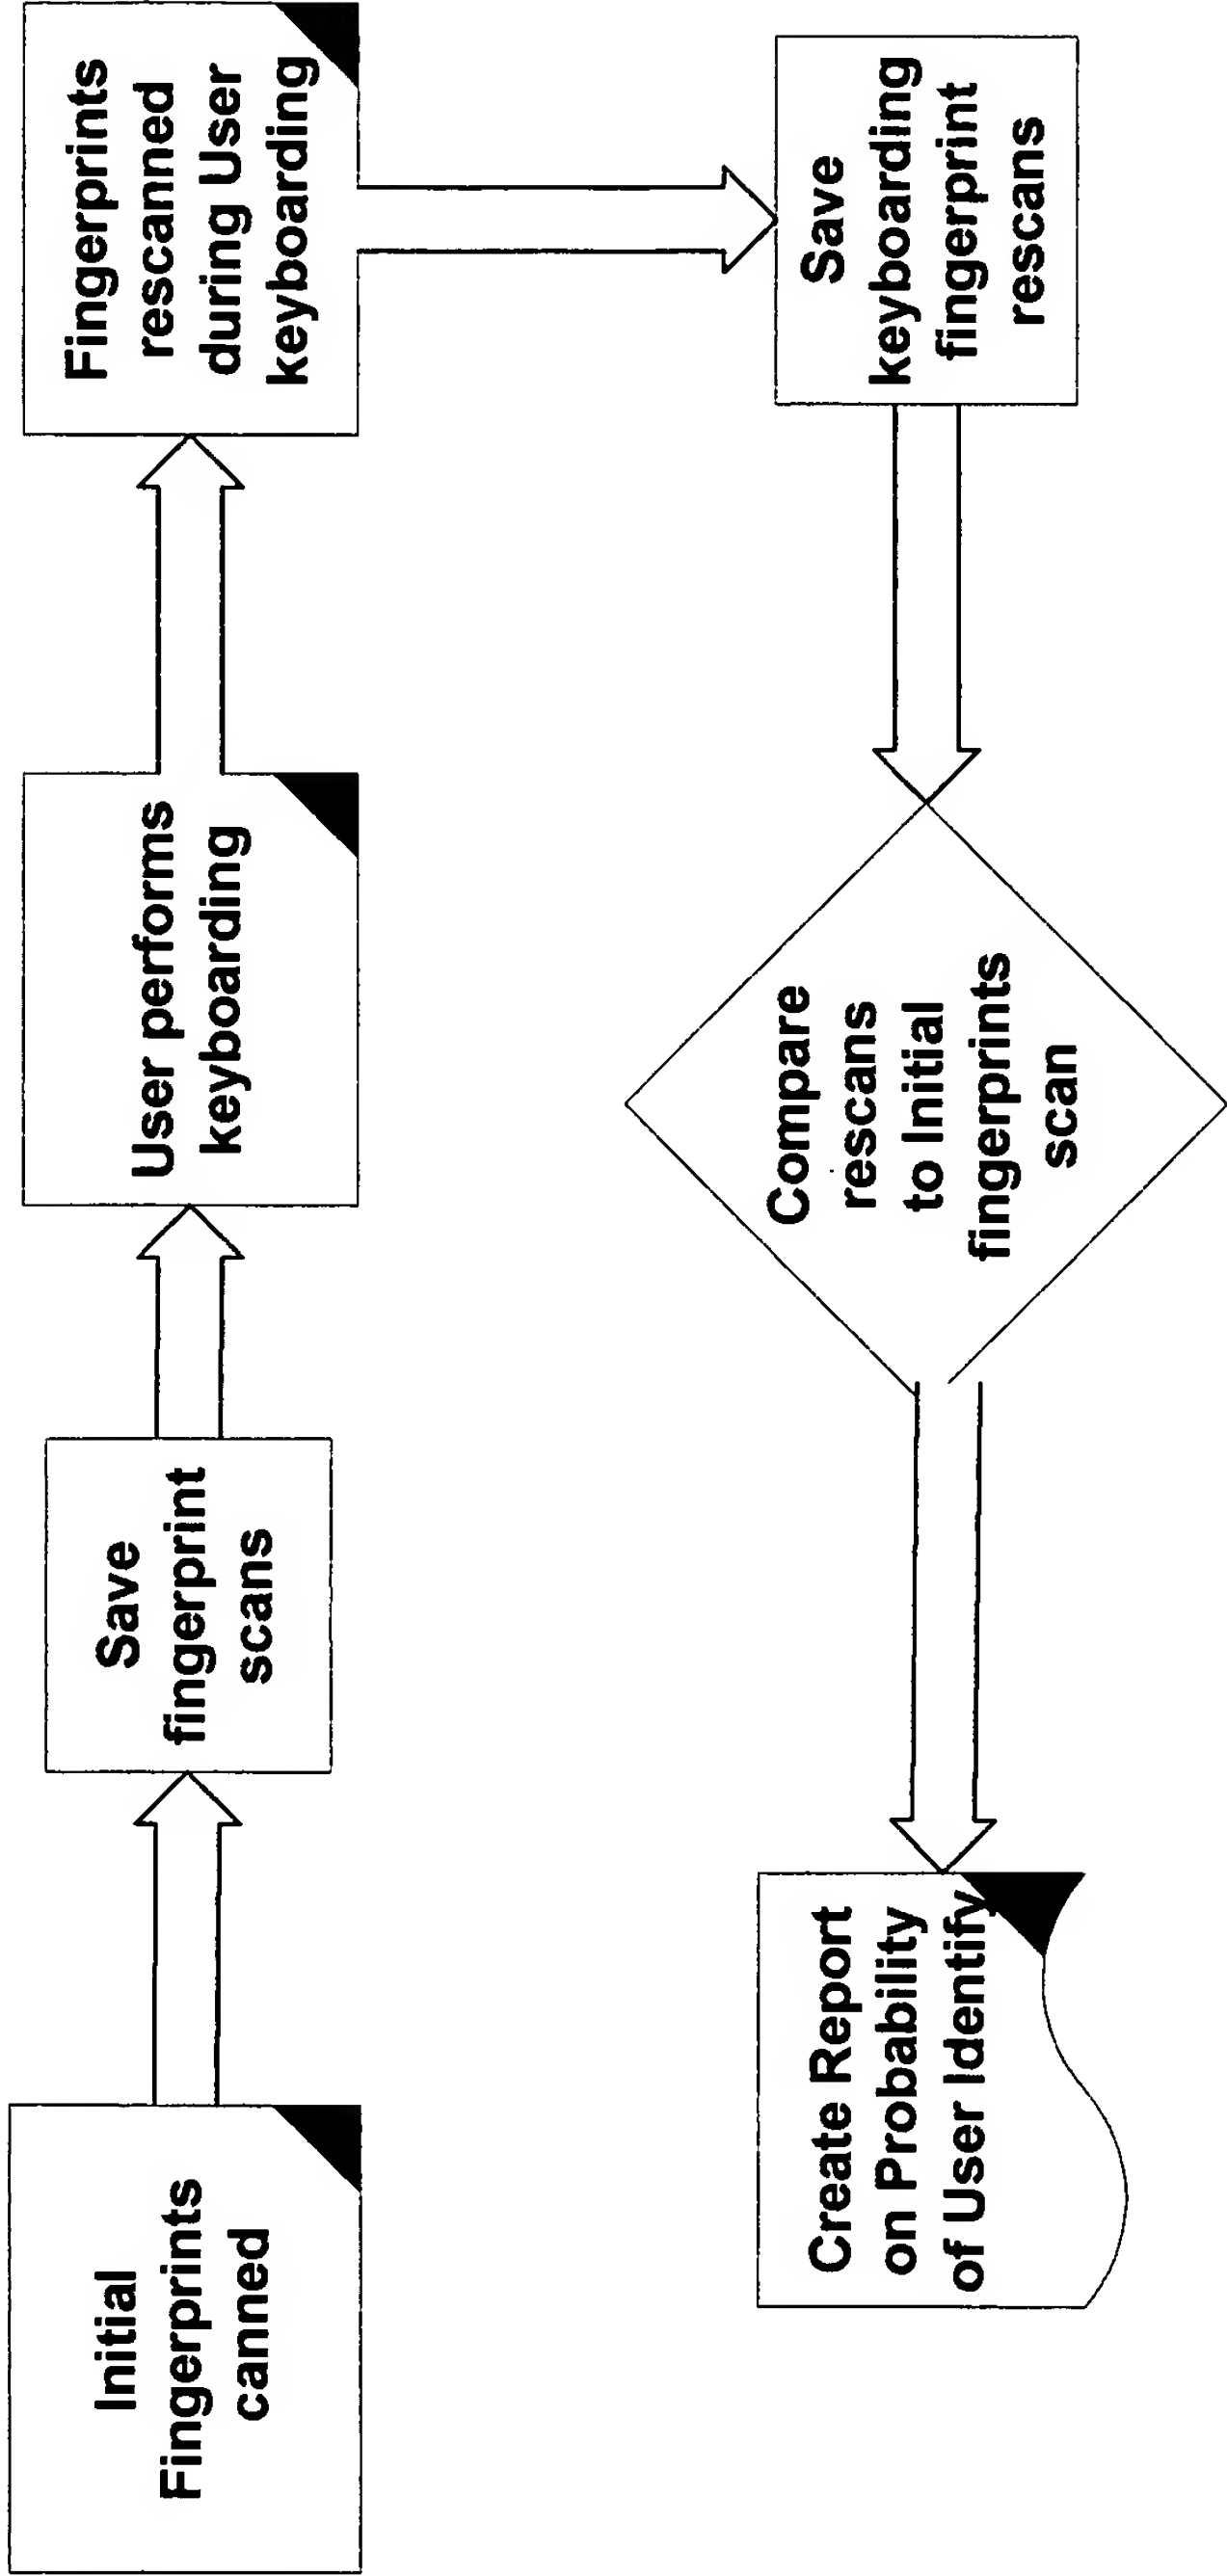 Initial
Fingerprints
canned
Save
fingerprint
scans
User performs
keyboarding
Fingerprints
rescanned
during User
keyboarding
Save
keyboarding
fingerprint
rescans
Compare
rescans
to Initial
fingerprints
scan
Create Report
on Probability
of User Identify